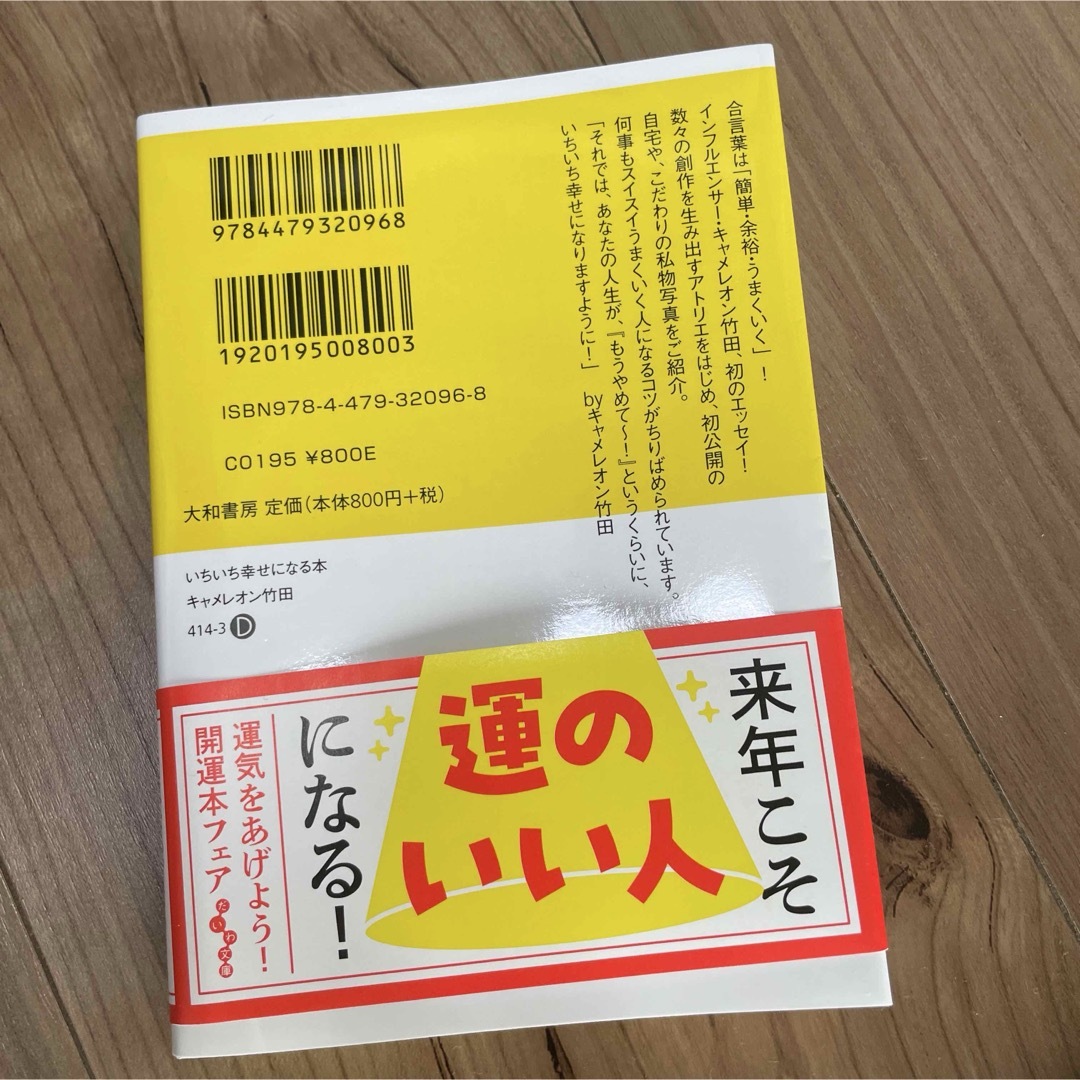 合言葉は「簡単・余裕・うまくいく」！
インフルエンサー・キャメレオン竹田、初のエッセイ！
数々の創作を生み出すアトリエをはじめ、初公開の
自宅や、こだわりの私物写真をご紹介。
何事もスイスイうまくいく人になるコツがちりばめられています。
「それでは、あなたの人生が、『もうやめて〜！』というくらいに、
いちいち幸せになりますように！」　byキャメレオン竹田
9784479320968
1920195008003
ISBN978-4-479-32096-8
C0195 ¥800E
大和書房 定価（本体800円＋税）
いちいち幸せになる本
キャメレオン竹田
414-3 D
来年こそ
運の
いい人
になる！
運気をあげよう！
開運本フェア
だいわ文庫